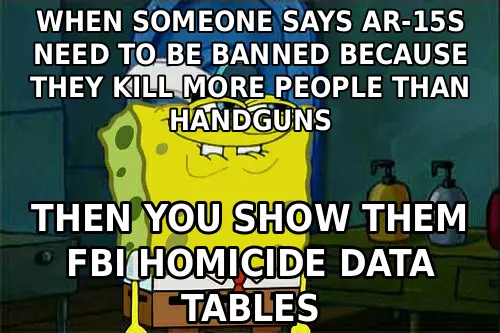 WHEN SOMEONE SAYS AR-15S
NEED TO BE BANNED BECAUSE
THEY KILL MORE PEOPLE THAN
HANDGUNS
THEN YOU SHOW THEM
FBI HOMICIDE DATA
TABLES